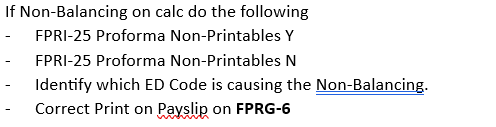 If Non-Balancing on calc do the following
- FPRI-25 Proforma Non-Printables Y
- FPRI-25 Proforma Non-Printables N
- Identify which ED Code is causing the Non-Balancing.
- Correct Print on Payslip on FPRG-6